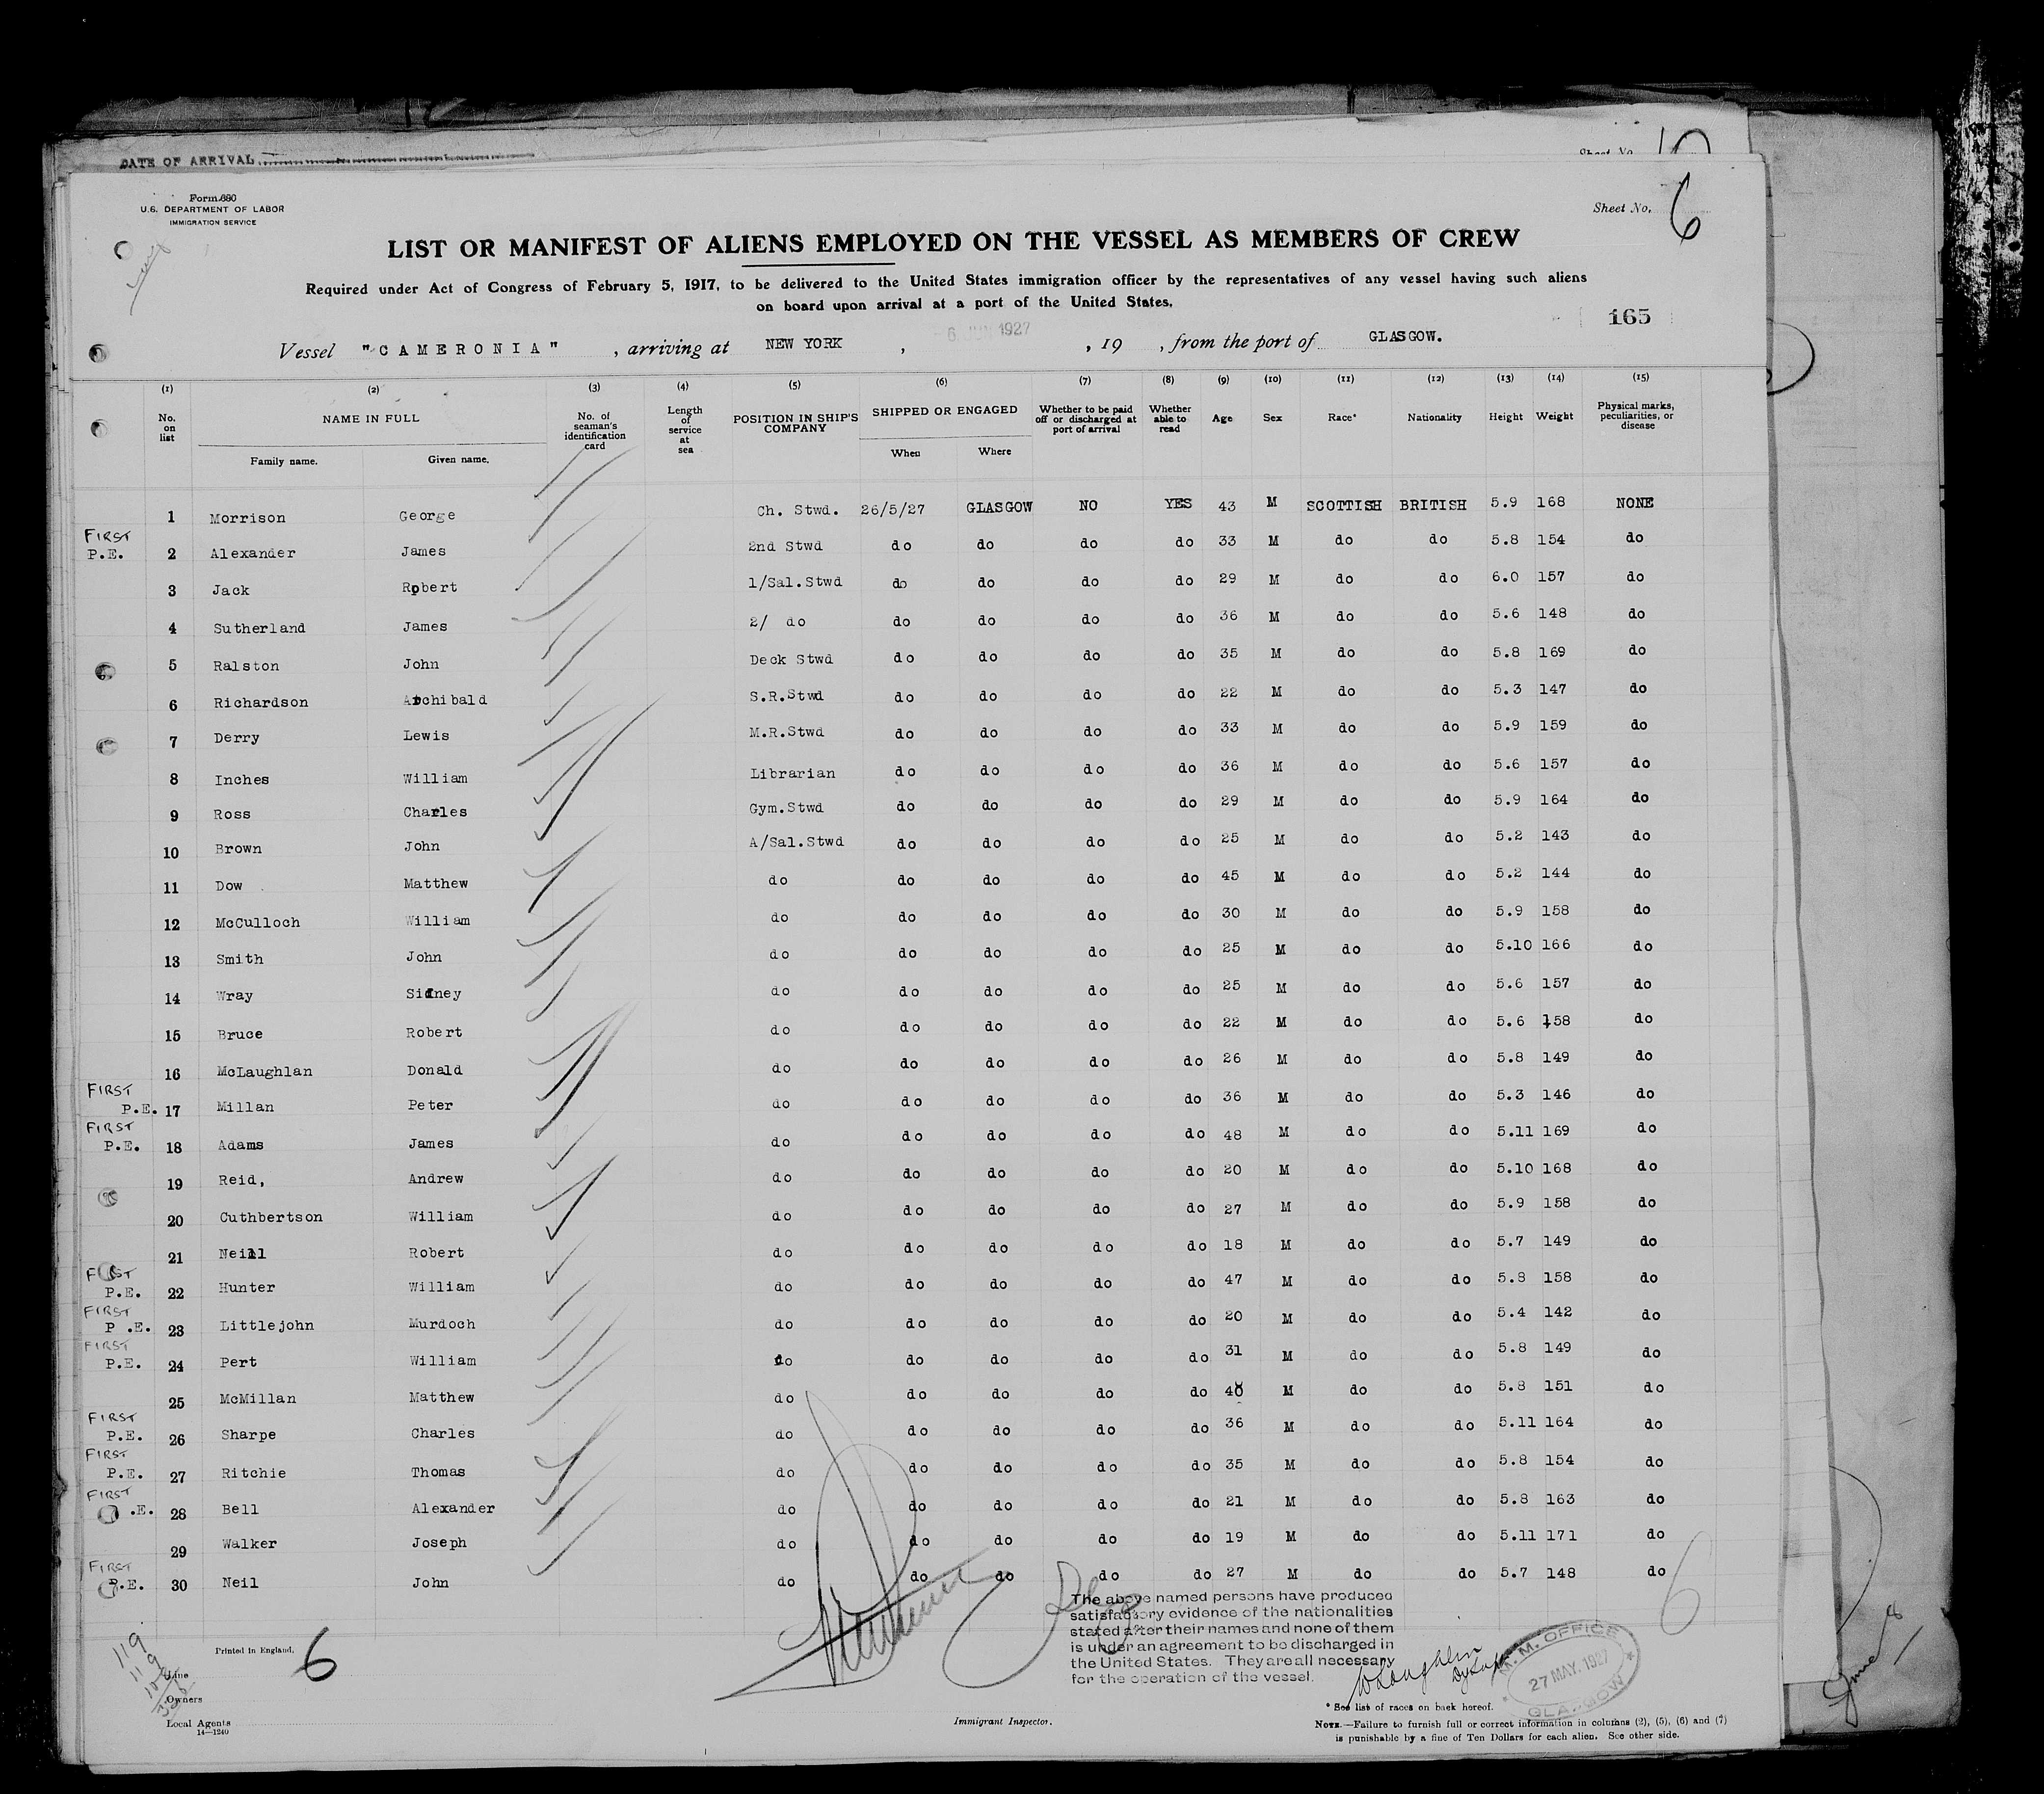 DATE OF ARRIVAL
Sheet No. 10
Form 680
U.S. DEPARTMENT OF LABOR
IMMIGRATION SERVICE
Sheet No. 6
LIST OR MANIFEST OF ALIENS EMPLOYED ON THE VESSEL AS MEMBERS OF CREW
Required under Act of Congress of February 5, 1917, to be delivered to the United States immigration officer by the representatives of any vessel having such aliens
on board upon arrival at a port of the United States.
165
Vessel "CAMERONIA", arriving at NEW YORK, 6 JUN 1927, 19 , from the port of GLASGOW.
(1) (2) (3) (4) (5) (6) (7) (8) (9) (10) (11) (12) (13) (14) (15)
No. on list NAME IN FULL Family name. Given name. No. of seaman's identification card Length of service at sea POSITION IN SHIP'S COMPANY SHIPPED OR ENGAGED When Where Whether to be paid off or discharged at port of arrival Whether able to read Age Sex Race* Nationality Height Weight Physical marks, peculiarities, or disease
1 Morrison George Ch. Stwd. 26/5/27 GLASGOW NO YES 43 M SCOTTISH BRITISH 5.9 168 NONE
FIRST P.E. 2 Alexander James 2nd Stwd do do do do 33 M do do 5.8 154 do
3 Jack Robert 1/Sal.Stwd do do do do 29 M do do 6.0 157 do
4 Sutherland James 2/ do do do do do 36 M do do 5.6 148 do
5 Ralston John Deck Stwd do do do do 35 M do do 5.8 169 do
6 Richardson Archibald S.R.Stwd do do do do 22 M do do 5.3 147 do
7 Derry Lewis M.R.Stwd do do do do 33 M do do 5.9 159 do
8 Inches William Librarian do do do do 36 M do do 5.6 157 do
9 Ross Charles Gym.Stwd do do do do 29 M do do 5.9 164 do
10 Brown John A/Sal.Stwd do do do do 25 M do do 5.2 143 do
11 Dow Matthew do do do do do 45 M do do 5.2 144 do
12 McCulloch William do do do do do 30 M do do 5.9 158 do
13 Smith John do do do do do 25 M do do 5.10 166 do
14 Wray Sidney do do do do do 25 M do do 5.6 157 do
15 Bruce Robert do do do do do 22 M do do 5.6 158 do
16 McLaughlan Donald do do do do do 26 M do do 5.8 149 do
FIRST P.E. 17 Millan Peter do do do do do 36 M do do 5.3 146 do
FIRST P.E. 18 Adams James do do do do do 48 M do do 5.11 169 do
19 Reid, Andrew do do do do do 20 M do do 5.10 168 do
20 Cuthbertson William do do do do do 27 M do do 5.9 158 do
21 Neill Robert do do do do do 18 M do do 5.7 149 do
FIRST P.E. 22 Hunter William do do do do do 47 M do do 5.8 158 do
FIRST P .E. 23 Littlejohn Murdoch do do do do do 20 M do do 5.4 142 do
FIRST P.E. 24 Pert William do do do do do 31 M do do 5.8 149 do
25 McMillan Matthew do do do do do 48 M do do 5.8 151 do
FIRST P.E. 26 Sharpe Charles do do do do do 36 M do do 5.11 164 do
FIRST P.E. 27 Ritchie Thomas do do do do do 35 M do do 5.8 154 do
FIRST .E. 28 Bell Alexander do do do do do 21 M do do 5.8 163 do
29 Walker Joseph do do do do do 19 M do do 5.11 171 do
FIRST P.E. 30 Neil John do do do do do 27 M do do 5.7 148 do
The above named persons have produced
satisfactory evidence of the nationalities
stated after their names and none of them
is under an agreement to be discharged in
the United States. They are all necessary
for the operation of the vessel.
6
Printed in England.
6
119
119
Line
Owners
Local Agents
14—1240
Immigrant Inspector.
M.M. OFFICE
27 MAY. 1927
GLASGOW
* See list of races on back hereof.
NOTE.—Failure to furnish full or correct information in columns (2), (5), (6) and (7)
is punishable by a fine of Ten Dollars for each alien. See other side.
June 8